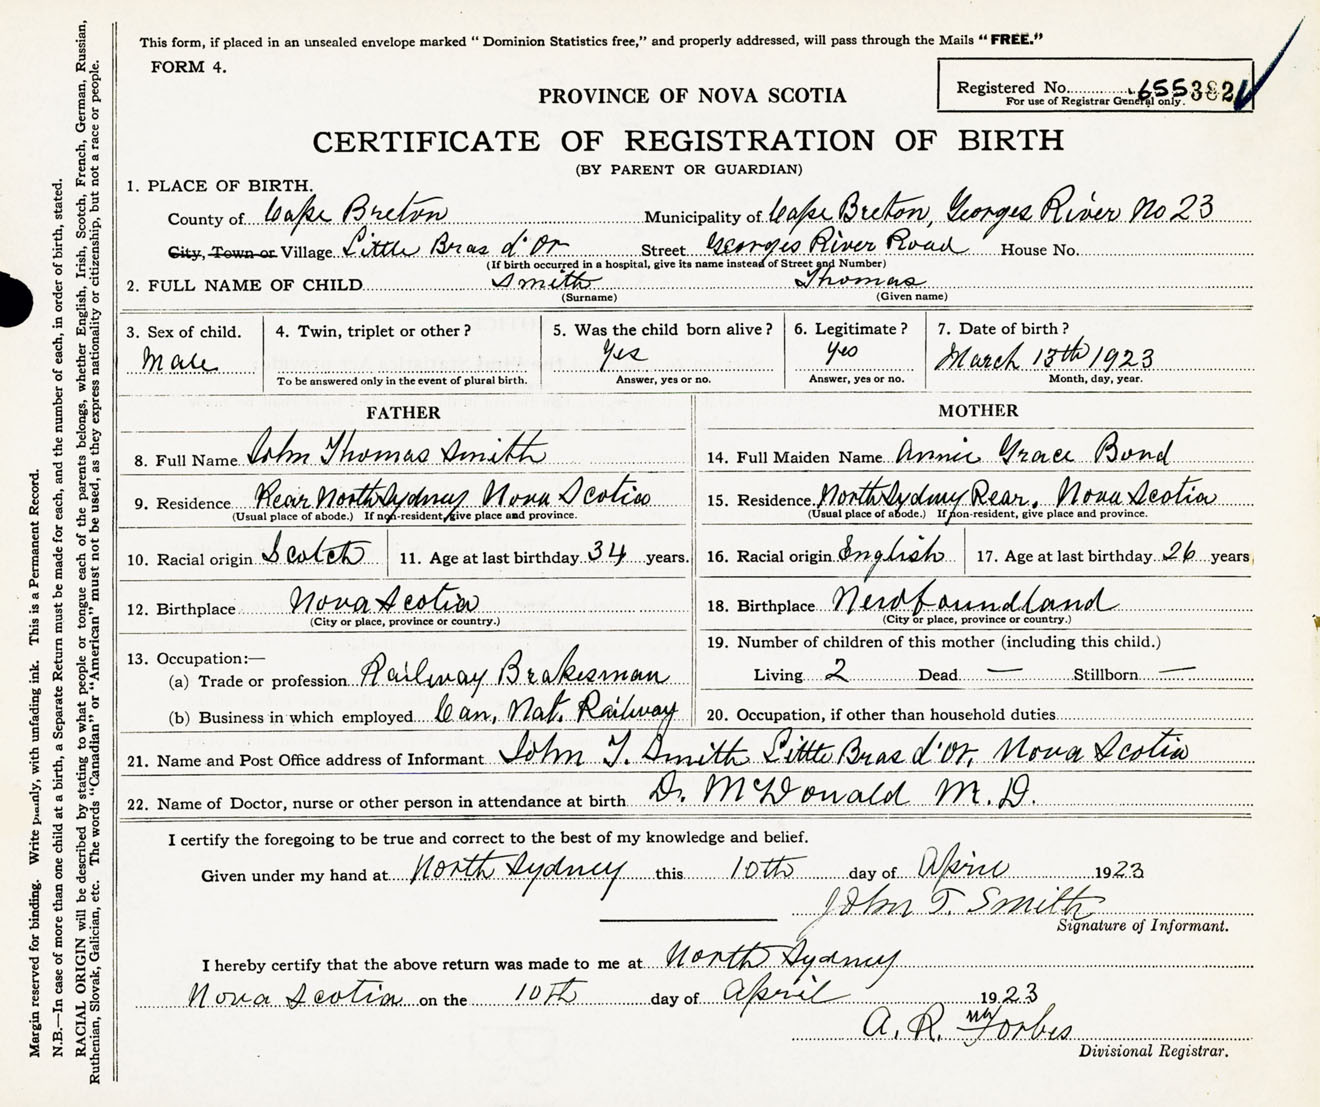 This form, if placed in an unsealed envelope marked “ Dominion Statistics free,” and properly addressed, will pass through the Mails “ FREE.”
FORM 4.
Registered No. 655382
For use of Registrar General only.
PROVINCE OF NOVA SCOTIA
CERTIFICATE OF REGISTRATION OF BIRTH
(BY PARENT OR GUARDIAN)
1. PLACE OF BIRTH.
County of Cape Breton Municipality of Cape Breton, Georges River No 23
City, Town or Village Little Bras d'Or Street Georges River Road House No.
(If birth occurred in a hospital, give its name instead of Street and Number)
2. FULL NAME OF CHILD Smith Thomas
(Surname) (Given name)
3. Sex of child. 4. Twin, triplet or other ? 5. Was the child born alive ? 6. Legitimate ? 7. Date of birth ?
Male Yes Yes March 13th 1923
To be answered only in the event of plural birth. Answer, yes or no. Answer, yes or no. Month, day, year.
FATHER MOTHER
8. Full Name John Thomas Smith 14. Full Maiden Name Annie Grace Bond
9. Residence Rear North Sydney Nova Scotia 15. Residence North Sydney Rear, Nova Scotia
(Usual place of abode.) If non-resident, give place and province. (Usual place of abode.) If non-resident, give place and province.
10. Racial origin Scotch 11. Age at last birthday 34 years. 16. Racial origin English 17. Age at last birthday 26 years
12. Birthplace Nova Scotia 18. Birthplace Newfoundland
(City or place, province or country.) (City or place, province or country.)
13. Occupation:— 19. Number of children of this mother (including this child.)
(a) Trade or profession Railway Brakesman Living 2 Dead — Stillborn —
(b) Business in which employed Can. Nat. Railway 20. Occupation, if other than household duties
21. Name and Post Office address of Informant John T. Smith Little Bras d'Or, Nova Scotia
22. Name of Doctor, nurse or other person in attendance at birth Dr. McDonald M.D.
I certify the foregoing to be true and correct to the best of my knowledge and belief.
Given under my hand at North Sydney this 10th day of April 1923
John T. Smith
Signature of Informant.
I hereby certify that the above return was made to me at North Sydney
Nova Scotia on the 10th day of April 1923
A. R. Forbes
Divisional Registrar.
Margin reserved for binding. Write plainly, with unfading ink. This is a Permanent Record.
N.B.—In case of more than one child at a birth, a Separate Return must be made for each, and the number of each, in order of birth, stated.
RACIAL ORIGIN will be described by stating to what people or tongue each of the parents belongs, whether English, Irish, Scotch, French, German, Russian,
Ruthenian, Slovak, Galician, etc. The words “Canadian” or “American” must not be used, as they express nationality or citizenship, but not a race or people.